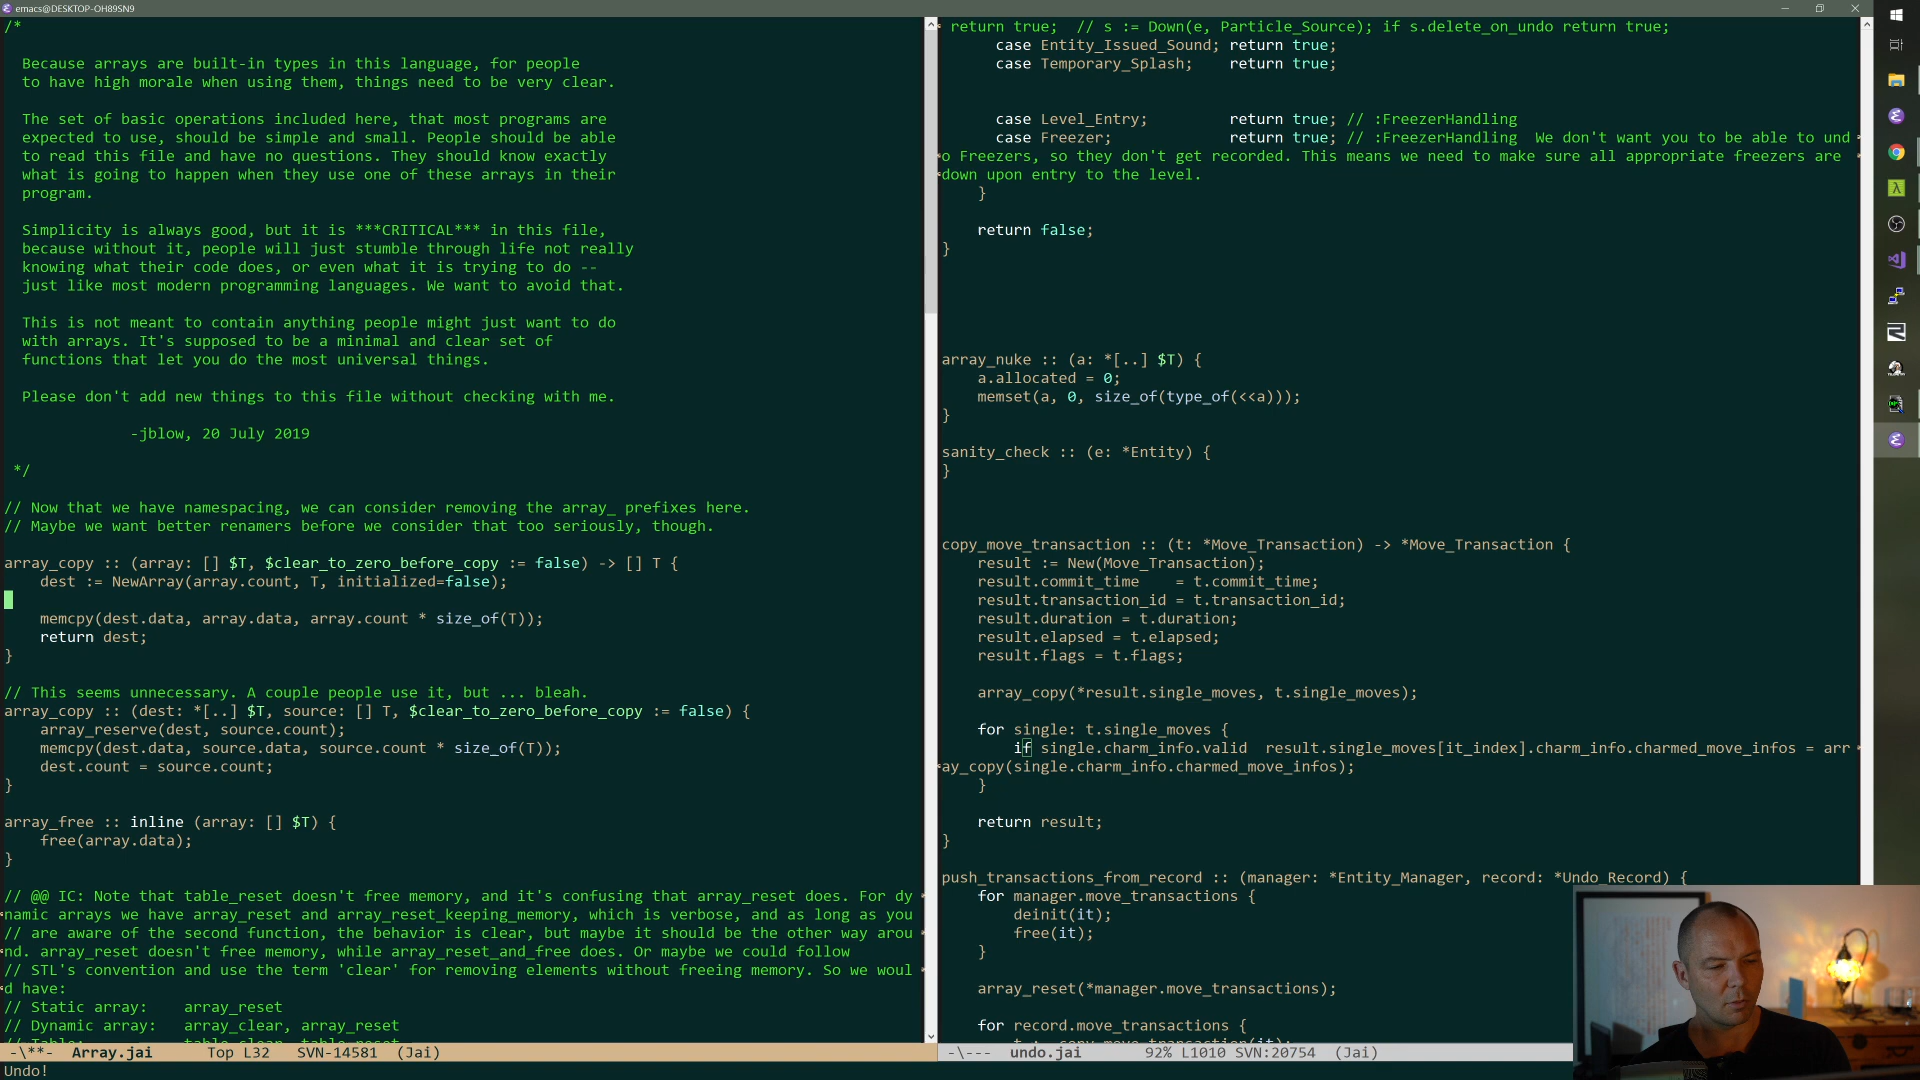 emacs@DESKTOP-OH89SN9
/*
Because arrays are built-in types in this language, for people
to have high morale when using them, things need to be very clear.
The set of basic operations included here, that most programs are
expected to use, should be simple and small. People should be able
to read this file and have no questions. They should know exactly
what is going to happen when they use one of these arrays in their
program.
Simplicity is always good, but it is ***CRITICAL*** in this file,
because without it, people will just stumble through life not really
knowing what their code does, or even what it is trying to do --
just like most modern programming languages. We want to avoid that.
This is not meant to contain anything people might just want to do
with arrays. It's supposed to be a minimal and clear set of
functions that let you do the most universal things.
Please don't add new things to this file without checking with me.
-jblow, 20 July 2019
*/
// Now that we have namespacing, we can consider removing the array_ prefixes here.
// Maybe we want better renamers before we consider that too seriously, though.
array_copy :: (array: [] $T, $clear_to_zero_before_copy := false) -> [] T {
dest := NewArray(array.count, T, initialized=false);
memcpy(dest.data, array.data, array.count * size_of(T));
return dest;
}
// This seems unnecessary. A couple people use it, but ... bleah.
array_copy :: (dest: *[..] $T, source: [] T, $clear_to_zero_before_copy := false) {
array_reserve(dest, source.count);
memcpy(dest.data, source.data, source.count * size_of(T));
dest.count = source.count;
}
array_free :: inline (array: [] $T) {
free(array.data);
}
// @@ IC: Note that table_reset doesn't free memory, and it's confusing that array_reset does. For dy
namic arrays we have array_reset and array_reset_keeping_memory, which is verbose, and as long as you
// are aware of the second function, the behavior is clear, but maybe it should be the other way arou
nd. array_reset doesn't free memory, while array_reset_and_free does. Or maybe we could follow
// STL's convention and use the term 'clear' for removing elements without freeing memory. So we woul
d have:
// Static array:    array_reset
// Dynamic array:   array_clear, array_reset
-\**-  Array.jai      Top L32   SVN-14581  (Jai)
Undo!
return true;  // s := Down(e, Particle_Source); if s.delete_on_undo return true;
case Entity_Issued_Sound; return true;
case Temporary_Splash;    return true;
case Level_Entry;         return true; // :FreezerHandling
case Freezer;             return true; // :FreezerHandling  We don't want you to be able to und
o Freezers, so they don't get recorded. This means we need to make sure all appropriate freezers are
down upon entry to the level.
}
return false;
}
array_nuke :: (a: *[..] $T) {
a.allocated = 0;
memset(a, 0, size_of(type_of(<<a)));
}
sanity_check :: (e: *Entity) {
}
copy_move_transaction :: (t: *Move_Transaction) -> *Move_Transaction {
result := New(Move_Transaction);
result.commit_time    = t.commit_time;
result.transaction_id = t.transaction_id;
result.duration = t.duration;
result.elapsed = t.elapsed;
result.flags = t.flags;
array_copy(*result.single_moves, t.single_moves);
for single: t.single_moves {
if single.charm_info.valid  result.single_moves[it_index].charm_info.charmed_move_infos = arr
ay_copy(single.charm_info.charmed_move_infos);
}
return result;
}
push_transactions_from_record :: (manager: *Entity_Manager, record: *Undo_Record) {
for manager.move_transactions {
deinit(it);
free(it);
}
array_reset(*manager.move_transactions);
for record.move_transactions {
-\---  undo.jai       92% L1010 SVN:20754  (Jai)